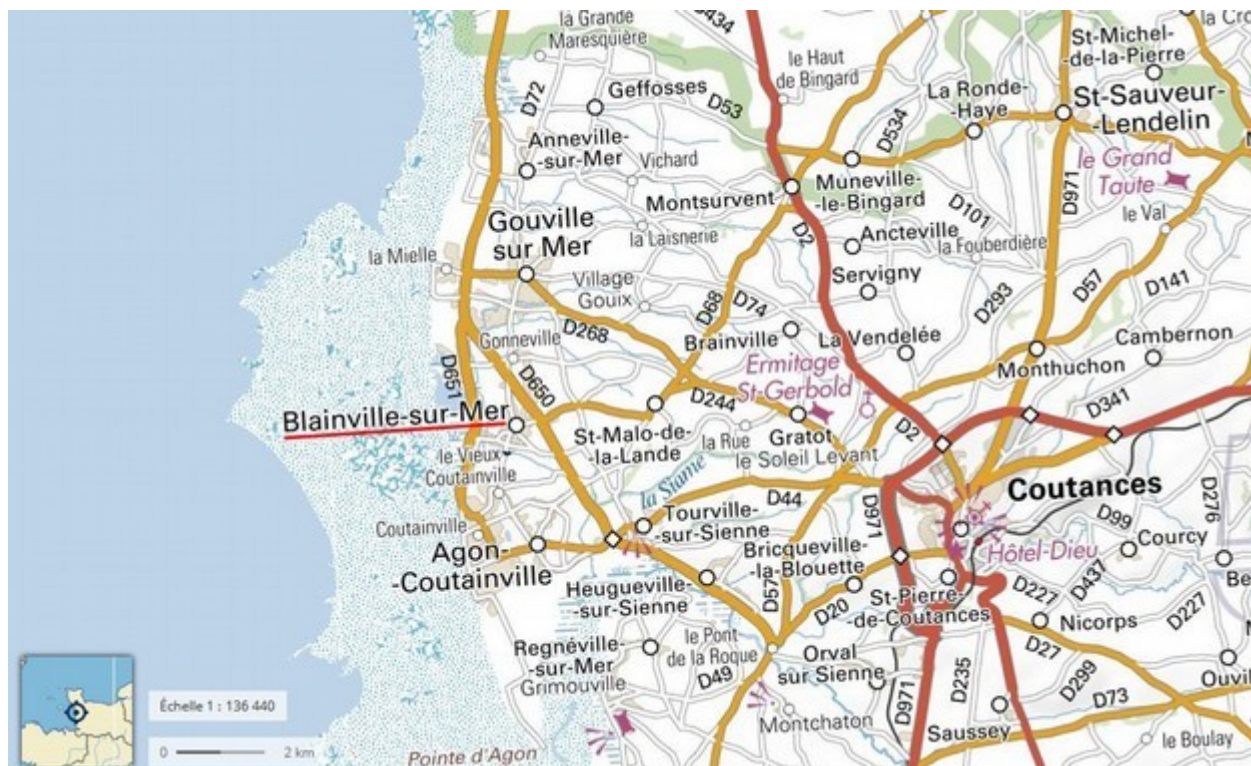 la Grande
Maresquière
D434
le Haut
de Bingard
St-Michel-
-de-la-Pierre
la Cro
D72
Geffosses
D53
La Ronde-
-Haye
St-Sauveur-
-Lendelin
Anneville-
-sur-Mer
Vichard
D534
le Grand
Taute
Montsurvent
Muneville-
-le-Bingard
D971
D101
le Val
Gouville
sur Mer
la Laisnerie
D2
Ancteville
la Fouberdière
la Mielle
Servigny
Village
Gouix
D68
D74
D293
D57
D141
Gonneville
D268
Brainville
La Vendelée
Cambernon
Monthuchon
Ermitage
St-Gerbold
D651
D650
D244
D341
Blainville-sur-Mer
St-Malo-de-
-la-Lande
la Rue
Gratot
le Soleil Levant
D2
le Vieux
Coutainville
la Siame
D44
Coutances
D971
D276
Coutainville
Tourville-
-sur-Sienne
D99
Courcy
Agon-
-Coutainville
Bricqueville-
-la-Blouette
Hôtel-Dieu
Heugueville-
-sur-Sienne
D20
St-Pierre-
-de-Coutances
D227
D437
D227
Be
Nicorps
Regnéville-
-sur-Mer
Grimouville
le Pont
de la Roque
D49
Orval
sur Sienne
D27
D299
D235
D971
D73
Ouvil
Montchaton
Saussey
le Boulay
Pointe d'Agon
Échelle 1 : 136 440
0 2 km